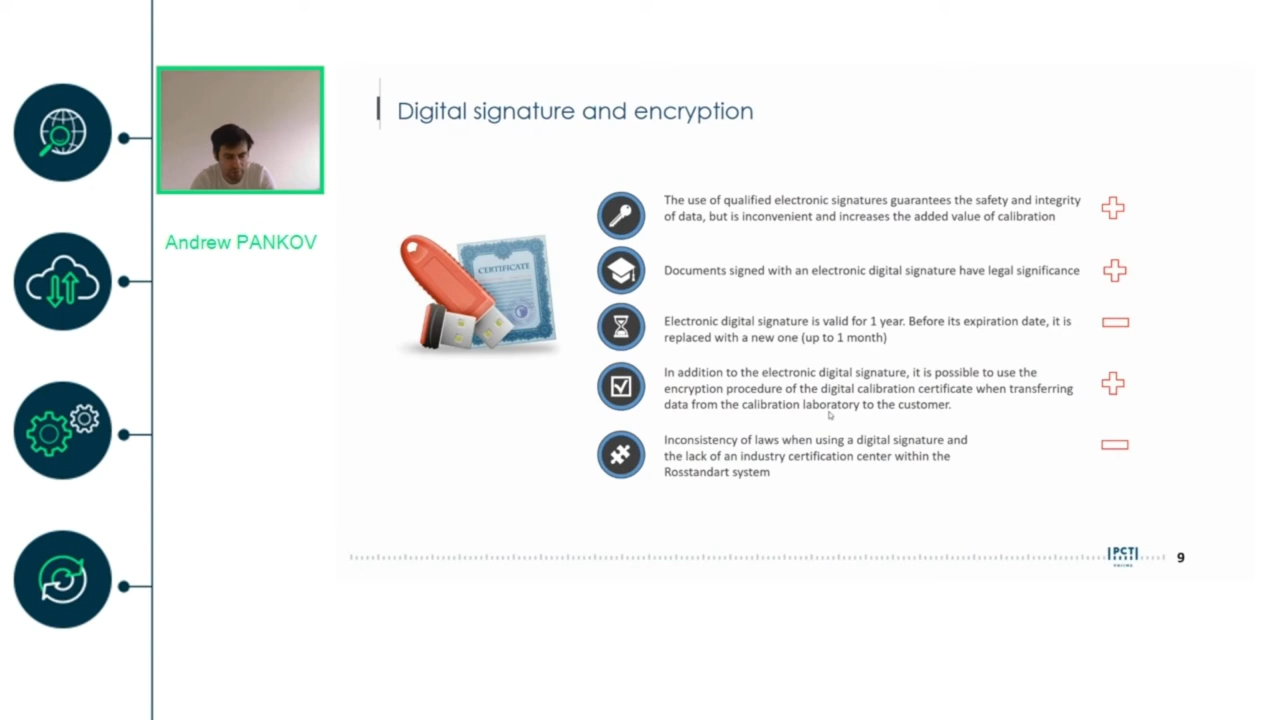 Digital signature and encryption
Andrew PANKOV
CERTIFICATE
The use of qualified electronic signatures guarantees the safety and integrity
of data, but is inconvenient and increases the added value of calibration
Documents signed with an electronic digital signature have legal significance
Electronic digital signature is valid for 1 year. Before its expiration date, it is
replaced with a new one (up to 1 month)
In addition to the electronic digital signature, it is possible to use the
encryption procedure of the digital calibration certificate when transferring
data from the calibration laboratory to the customer.
Inconsistency of laws when using a digital signature and
the lack of an industry certification center within the
Rosstandart system
РСТ
9